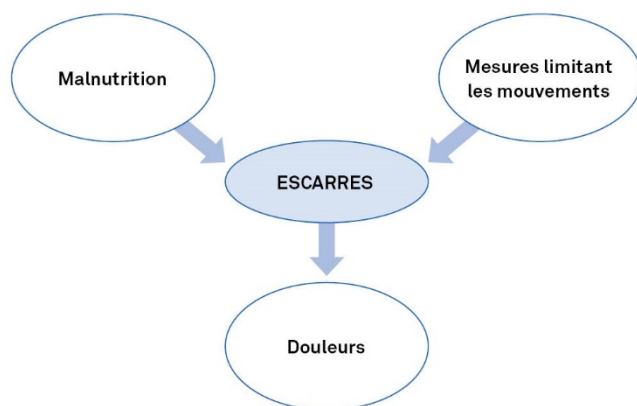 Malnutrition
Mesures limitant
les mouvements
ESCARRES
Douleurs